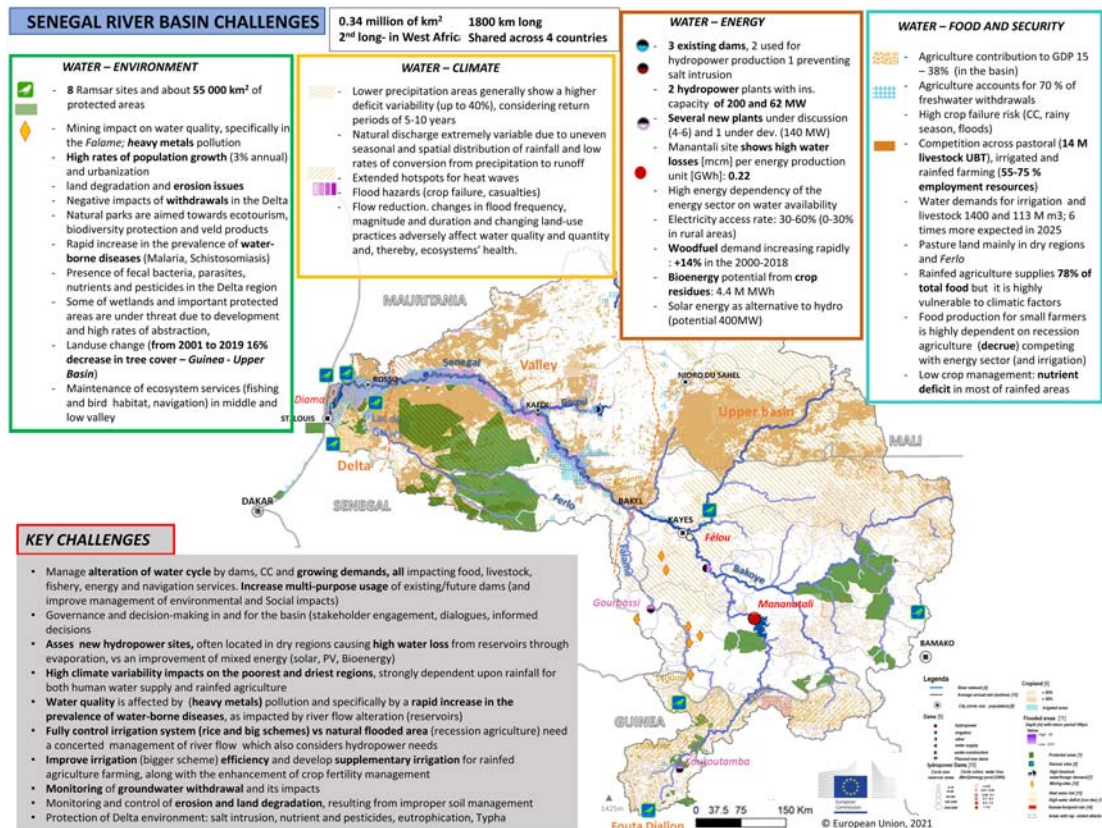 SENEGAL RIVER BASIN CHALLENGES
0.34 million of km²
2nd long- in West Afric
1800 km long
Shared across 4 countries
WATER – ENVIRONMENT
- 8 Ramsar sites and about 55 000 km² of
protected areas
- Mining impact on water quality, specifically in
the Falame; heavy metals pollution
- High rates of population growth (3% annual)
and urbanization
- land degradation and erosion issues
- Negative impacts of withdrawals in the Delta
- Natural parks are aimed towards ecotourism,
biodiversity protection and veld products
- Rapid increase in the prevalence of water-
borne diseases (Malaria, Schistosomiasis)
- Presence of fecal bacteria, parasites,
nutrients and pesticides in the Delta region
- Some of wetlands and important protected
areas are under threat due to development
and high rates of abstraction,
- Landuse change (from 2001 to 2019 16%
decrease in tree cover – Guinea - Upper
Basin)
- Maintenance of ecosystem services (fishing
and bird habitat, navigation) in middle and
low valley
WATER – CLIMATE
- Lower precipitation areas generally show a higher
deficit variability (up to 40%), considering return
periods of 5-10 years
- Natural discharge extremely variable due to uneven
seasonal and spatial distribution of rainfall and low
rates of conversion from precipitation to runoff
- Extended hotspots for heat waves
- Flood hazards (crop failure, casualties)
- Flow reduction. changes in flood frequency,
magnitude and duration and changing land-use
practices adversely affect water quality and quantity
and, thereby, ecosystems' health.
WATER – ENERGY
- 3 existing dams, 2 used for
hydropower production 1 preventing
salt intrusion
- 2 hydropower plants with ins.
capacity of 200 and 62 MW
- Several new plants under discussion
(4-6) and 1 under dev. (140 MW)
- Manantali site shows high water
losses [mcm] per energy production
unit [GWh]: 0.22
- High energy dependency of the
energy sector on water availability
- Electricity access rate: 30-60% (0-30%
in rural areas)
- Woodfuel demand increasing rapidly
: +14% in the 2000-2018
- Bioenergy potential from crop
residues: 4.4 M MWh
- Solar energy as alternative to hydro
(potential 400MW)
WATER – FOOD AND SECURITY
- Agriculture contribution to GDP 15
– 38% (in the basin)
- Agriculture accounts for 70 % of
freshwater withdrawals
- High crop failure risk (CC, rainy
season, floods)
- Competition across pastoral (14 M
livestock UBT), irrigated and
rainfed farming (55-75 %
employment resources)
- Water demands for irrigation and
livestock 1400 and 113 M m3; 6
times more expected in 2025
- Pasture land mainly in dry regions
and Ferlo
- Rainfed agriculture supplies 78% of
total food but it is highly
vulnerable to climatic factors
- Food production for small farmers
is highly dependent on recession
agriculture (decrue) competing
with energy sector (and irrigation)
- Low crop management: nutrient
deficit in most of rainfed areas
MAURITANIA
Senegal
Valley
ROSSO
NIORO DU SAHEL
Diama
KAEDI
Upper basin
ST.LOUIS
Lac de
Guiers
MALI
Delta
SENEGAL
Ferlo
BAKEL
DAKAR
KAYES
Félou
Falamé
Bakoye
Gourbassi
Mananatali
BAMAKO
GUINEA
Koukoutamba
Fouta Diallon
1425m
KEY CHALLENGES
• Manage alteration of water cycle by dams, CC and growing demands, all impacting food, livestock,
fishery, energy and navigation services. Increase multi-purpose usage of existing/future dams (and
improve management of environmental and Social impacts)
• Governance and decision-making in and for the basin (stakeholder engagement, dialogues, informed
decisions
• Asses new hydropower sites, often located in dry regions causing high water loss from reservoirs through
evaporation, vs an improvement of mixed energy (solar, PV, Bioenergy)
• High climate variability impacts on the poorest and driest regions, strongly dependent upon rainfall for
both human water supply and rainfed agriculture
• Water quality is affected by (heavy metals) pollution and specifically by a rapid increase in the
prevalence of water-borne diseases, as impacted by river flow alteration (reservoirs)
• Fully control irrigation system (rice and big schemes) vs natural flooded area (recession agriculture) need
a concerted management of river flow which also considers hydropower needs
• Improve irrigation (bigger scheme) efficiency and develop supplementary irrigation for rainfed
agriculture farming, along with the enhancement of crop fertility management
• Monitoring of groundwater withdrawal and its impacts
• Monitoring and control of erosion and land degradation, resulting from improper soil management
• Protection of Delta environment: salt intrusion, nutrient and pesticides, eutrophication, Typha
Legenda
Cropland
Dams
Flooded areas
hydropower
irrigation
other
water supply
irrigated areas
Protected areas
0 37.5 75 150 Km
European
Commission
© European Union, 2021